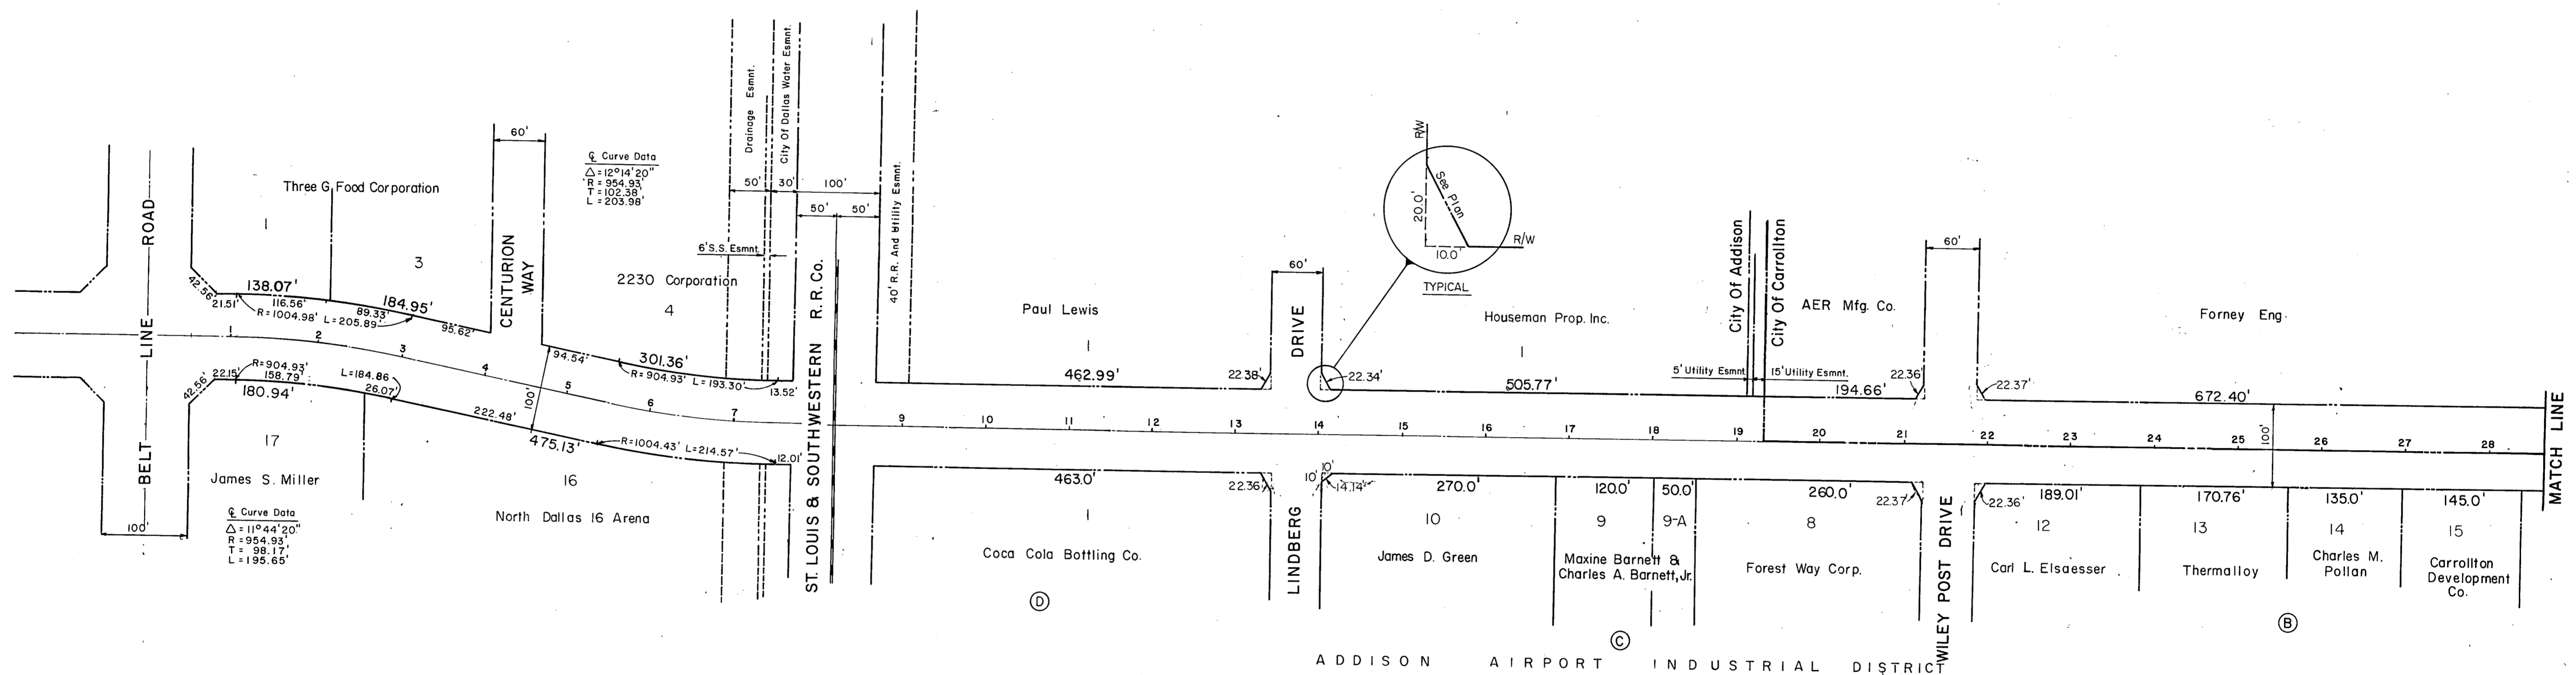 BELT LINE ROAD
Three G Food Corporation
1
3
138.07'
184.95'
42.56'
21.51'
116.56'
R=1004.98' L=205.89'
89.33'
95.62'
60'
CENTURION
WAY
℄ Curve Data
△=12°14'20"
R=954.93'
T=102.38'
L=203.98'
2230 Corporation
4
94.54'
301.36'
R=904.93' L=193.30'
13.52'
6' S.S. Esmnt.
Drainage Esmnt.
City Of Dallas Water Esmnt.
50'
30'
100'
50'
50'
ST. LOUIS & SOUTHWESTERN R.R. Co.
40' R.R. And Utility Esmnt.
1
2
3
4
5
6
7
9
10
11
12
13
14
15
16
17
18
19
20
21
22
23
24
25
26
27
28
42.56'
22.15'
R=904.93'
158.79'
180.94'
L=184.86
26.07'
222.48'
100'
475.13'
R=1004.43' L=214.57'
12.01'
17
James S. Miller
℄ Curve Data
△=11°44'20"
R=954.93'
T= 98.17'
L=195.65'
100'
16
North Dallas 16 Arena
Paul Lewis
1
462.99'
22.38'
60'
LINDBERG DRIVE
22.34'
R/W
20.0'
See Plan
10.0'
R/W
TYPICAL
Houseman Prop. Inc.
1
505.77'
City Of Addison
City Of Carrollton
5' Utility Esmnt.
15' Utility Esmnt.
AER Mfg. Co.
194.66'
22.36'
60'
22.37'
Forney Eng.
672.40'
100'
MATCH LINE
463.0'
1
Coca Cola Bottling Co.
D
22.36'
10'
10'
14.14'
270.0'
10
James D. Green
120.0'
50.0'
9
9-A
Maxine Barnett &
Charles A. Barnett, Jr.
260.0'
8
Forest Way Corp.
22.37'
C
WILEY POST DRIVE
22.36'
189.01'
12
Carl L. Elsaesser
170.76'
13
Thermalloy
135.0'
14
Charles M.
Pollan
145.0'
15
Carrollton
Development
Co.
B
ADDISON AIRPORT INDUSTRIAL DISTRICT